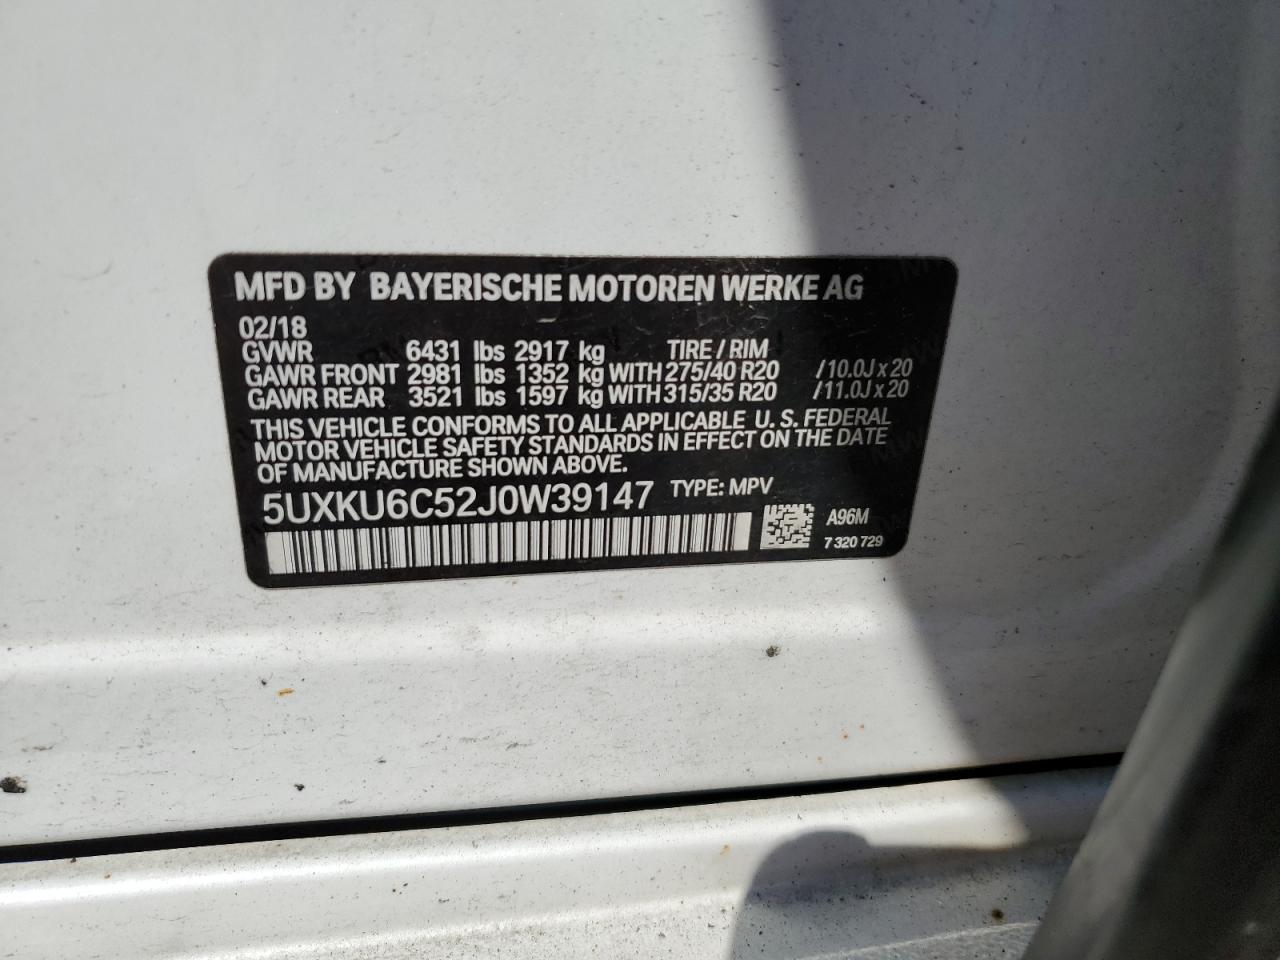 MFD BY BAYERISCHE MOTOREN WERKE AG
02/18
GVWR 6431 lbs 2917 kg TIRE / RIM
GAWR FRONT 2981 lbs 1352 kg WITH 275/40 R20 /10.0J x 20
GAWR REAR 3521 lbs 1597 kg WITH 315/35 R20 /11.0J x 20
THIS VEHICLE CONFORMS TO ALL APPLICABLE U. S. FEDERAL
MOTOR VEHICLE SAFETY STANDARDS IN EFFECT ON THE DATE
OF MANUFACTURE SHOWN ABOVE.
5UXKU6C52J0W39147 TYPE: MPV
A96M
7 320 729